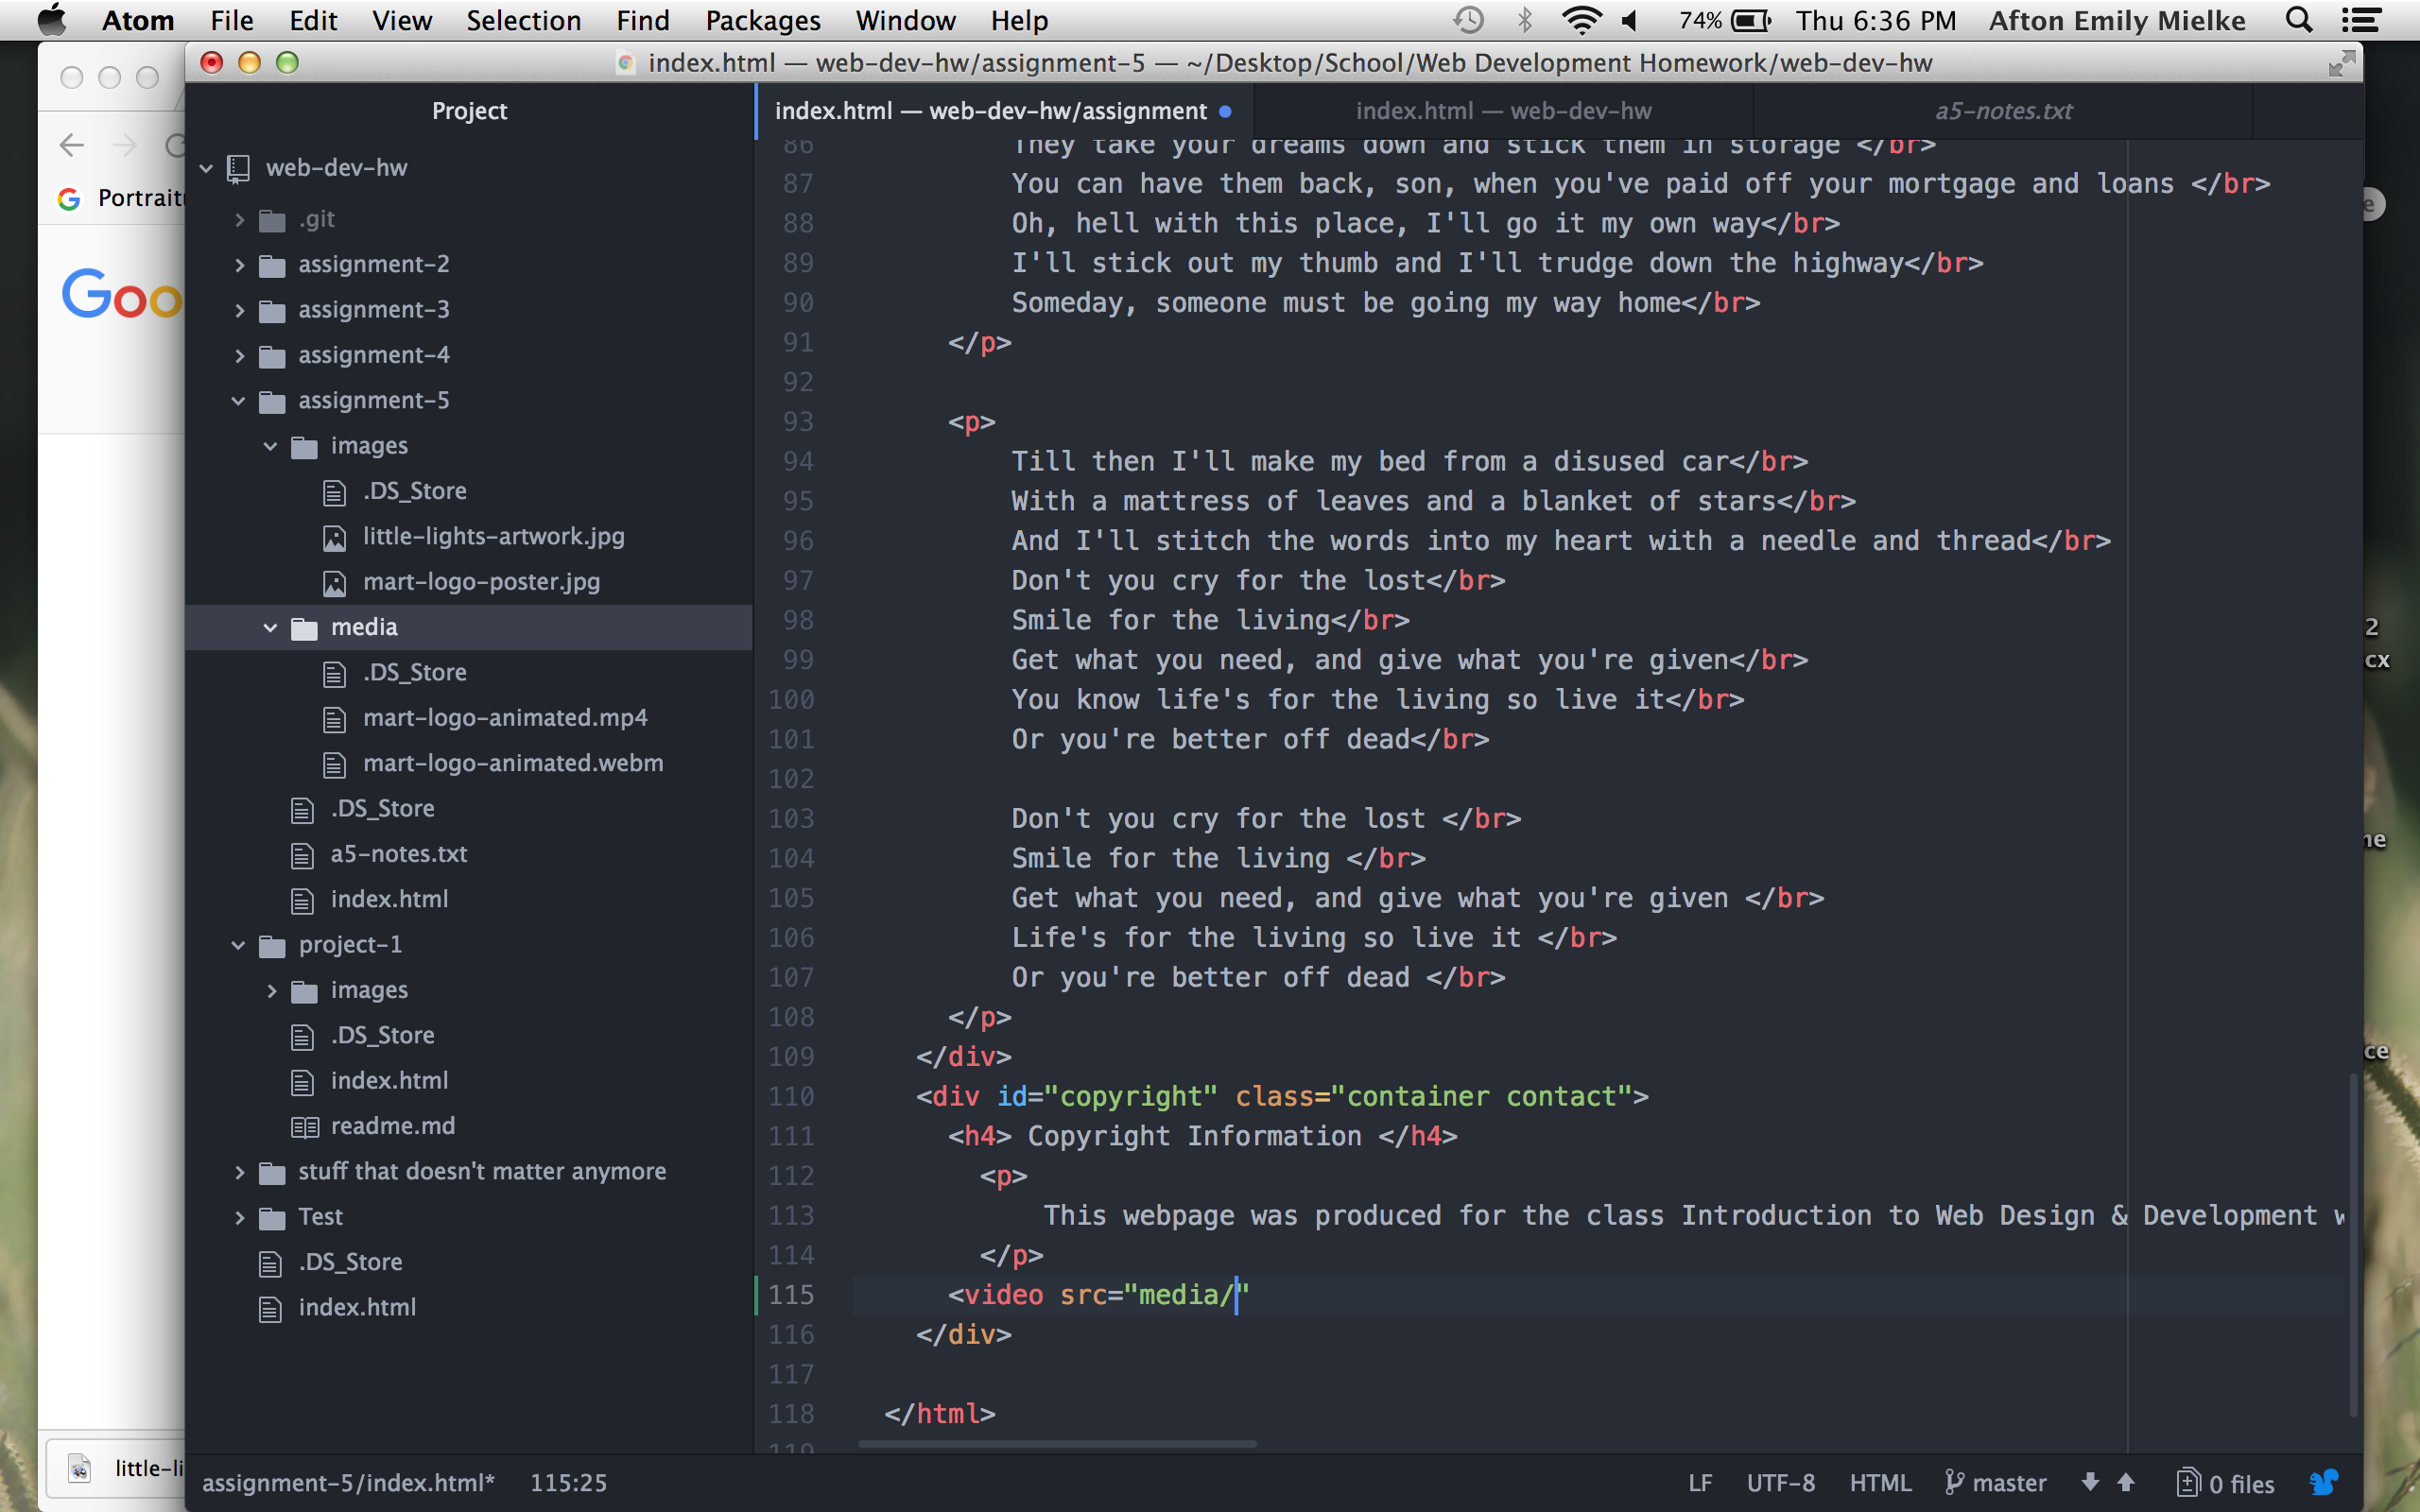 Atom File Edit View Selection Find Packages Window Help 74% Thu 6:36 PM Afton Emily Mielke
index.html — web-dev-hw/assignment-5 — ~/Desktop/School/Web Development Homework/web-dev-hw
Project
index.html — web-dev-hw/assignment
index.html — web-dev-hw
a5-notes.txt
web-dev-hw
.git
assignment-2
assignment-3
assignment-4
assignment-5
images
.DS_Store
little-lights-artwork.jpg
mart-logo-poster.jpg
media
.DS_Store
mart-logo-animated.mp4
mart-logo-animated.webm
.DS_Store
a5-notes.txt
index.html
project-1
images
.DS_Store
index.html
readme.md
stuff that doesn't matter anymore
Test
.DS_Store
index.html
86 They take your dreams down and stick them in storage </br>
87 You can have them back, son, when you've paid off your mortgage and loans </br>
88 Oh, hell with this place, I'll go it my own way</br>
89 I'll stick out my thumb and I'll trudge down the highway</br>
90 Someday, someone must be going my way home</br>
91 </p>
92
93 <p>
94 Till then I'll make my bed from a disused car</br>
95 With a mattress of leaves and a blanket of stars</br>
96 And I'll stitch the words into my heart with a needle and thread</br>
97 Don't you cry for the lost</br>
98 Smile for the living</br>
99 Get what you need, and give what you're given</br>
100 You know life's for the living so live it</br>
101 Or you're better off dead</br>
102
103 Don't you cry for the lost </br>
104 Smile for the living </br>
105 Get what you need, and give what you're given </br>
106 Life's for the living so live it </br>
107 Or you're better off dead </br>
108 </p>
109 </div>
110 <div id="copyright" class="container contact">
111 <h4> Copyright Information </h4>
112 <p>
113 This webpage was produced for the class Introduction to Web Design & Development w
114 </p>
115 <video src="media/"
116 </div>
117
118 </html>
119
assignment-5/index.html* 115:25 LF UTF-8 HTML master 0 files
Portraitu
Goo
little-li
e
2
cx
ne
ce